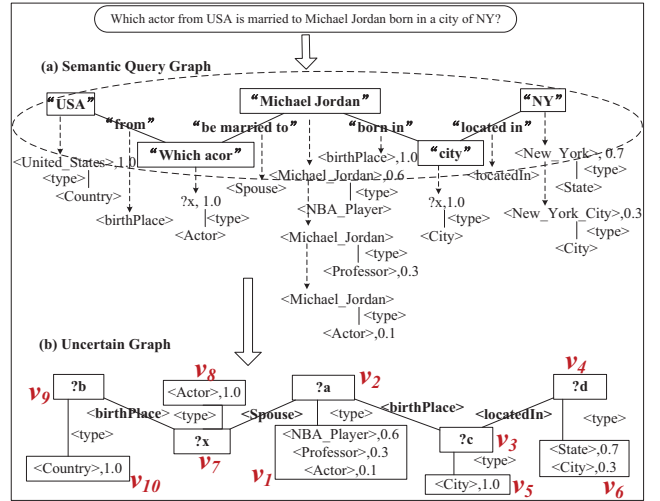 Which actor from USA is married to Michael Jordan born in a city of NY?
(a) Semantic Query Graph
“USA”
“Michael Jordan”
“NY”
“from”
“be married to”
“born in”
“located in”
“Which acor”
“city”
<United_States>,1.0
<type>
<Country>
<birthPlace>
?x, 1.0
<type>
<Actor>
<Spouse>
<birthPlace>,1.0
<Michael_Jordan>,0.6
<type>
<NBA_Player>
<Michael_Jordan>
<type>
<Professor>,0.3
<Michael_Jordan>
<type>
<Actor>,0.1
?x,1.0
<type>
<City>
<locatedIn>
<New_York>, 0.7
<type>
<State>
<New_York_City>,0.3
<type>
<City>
(b) Uncertain Graph
v9
?b
<type>
<Country>,1.0
v10
<birthPlace>
v8
<Actor>,1.0
<type>
?x
v7
<Spouse>
?a
v2
<type>
<NBA_Player>,0.6
<Professor>,0.3
<Actor>,0.1
v1
<birthPlace>
?c
v3
<type>
<City>,1.0
v5
<locatedIn>
v4
?d
<type>
<State>,0.7
<City>,0.3
v6